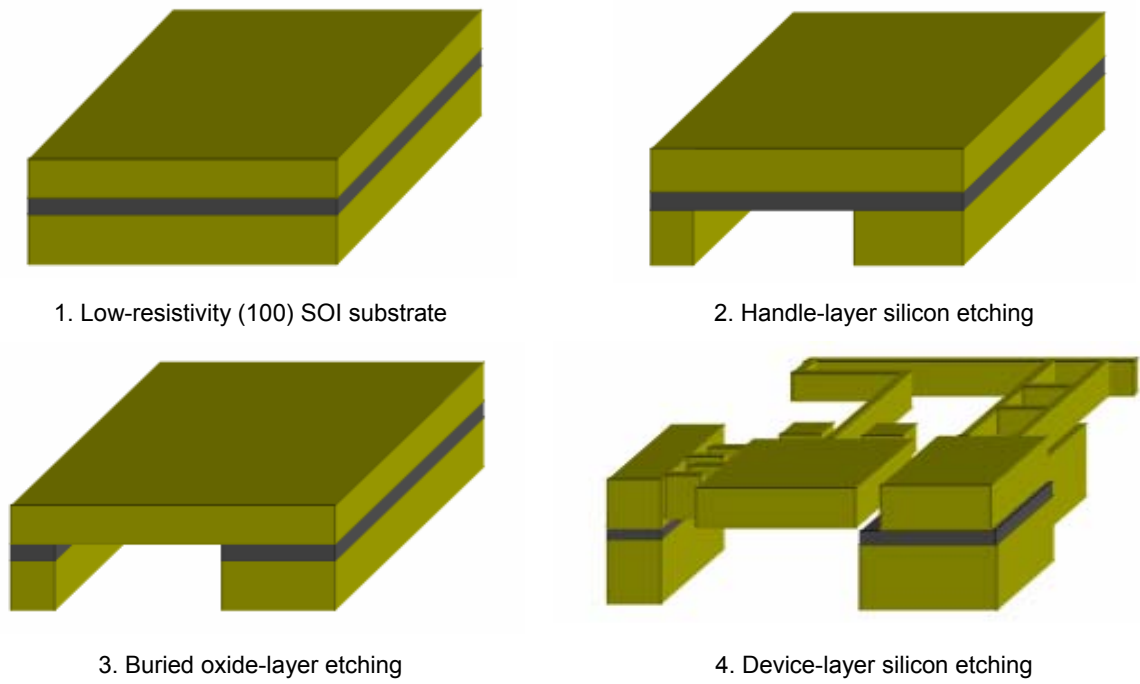 1. Low-resistivity (100) SOI substrate
2. Handle-layer silicon etching
3. Buried oxide-layer etching
4. Device-layer silicon etching